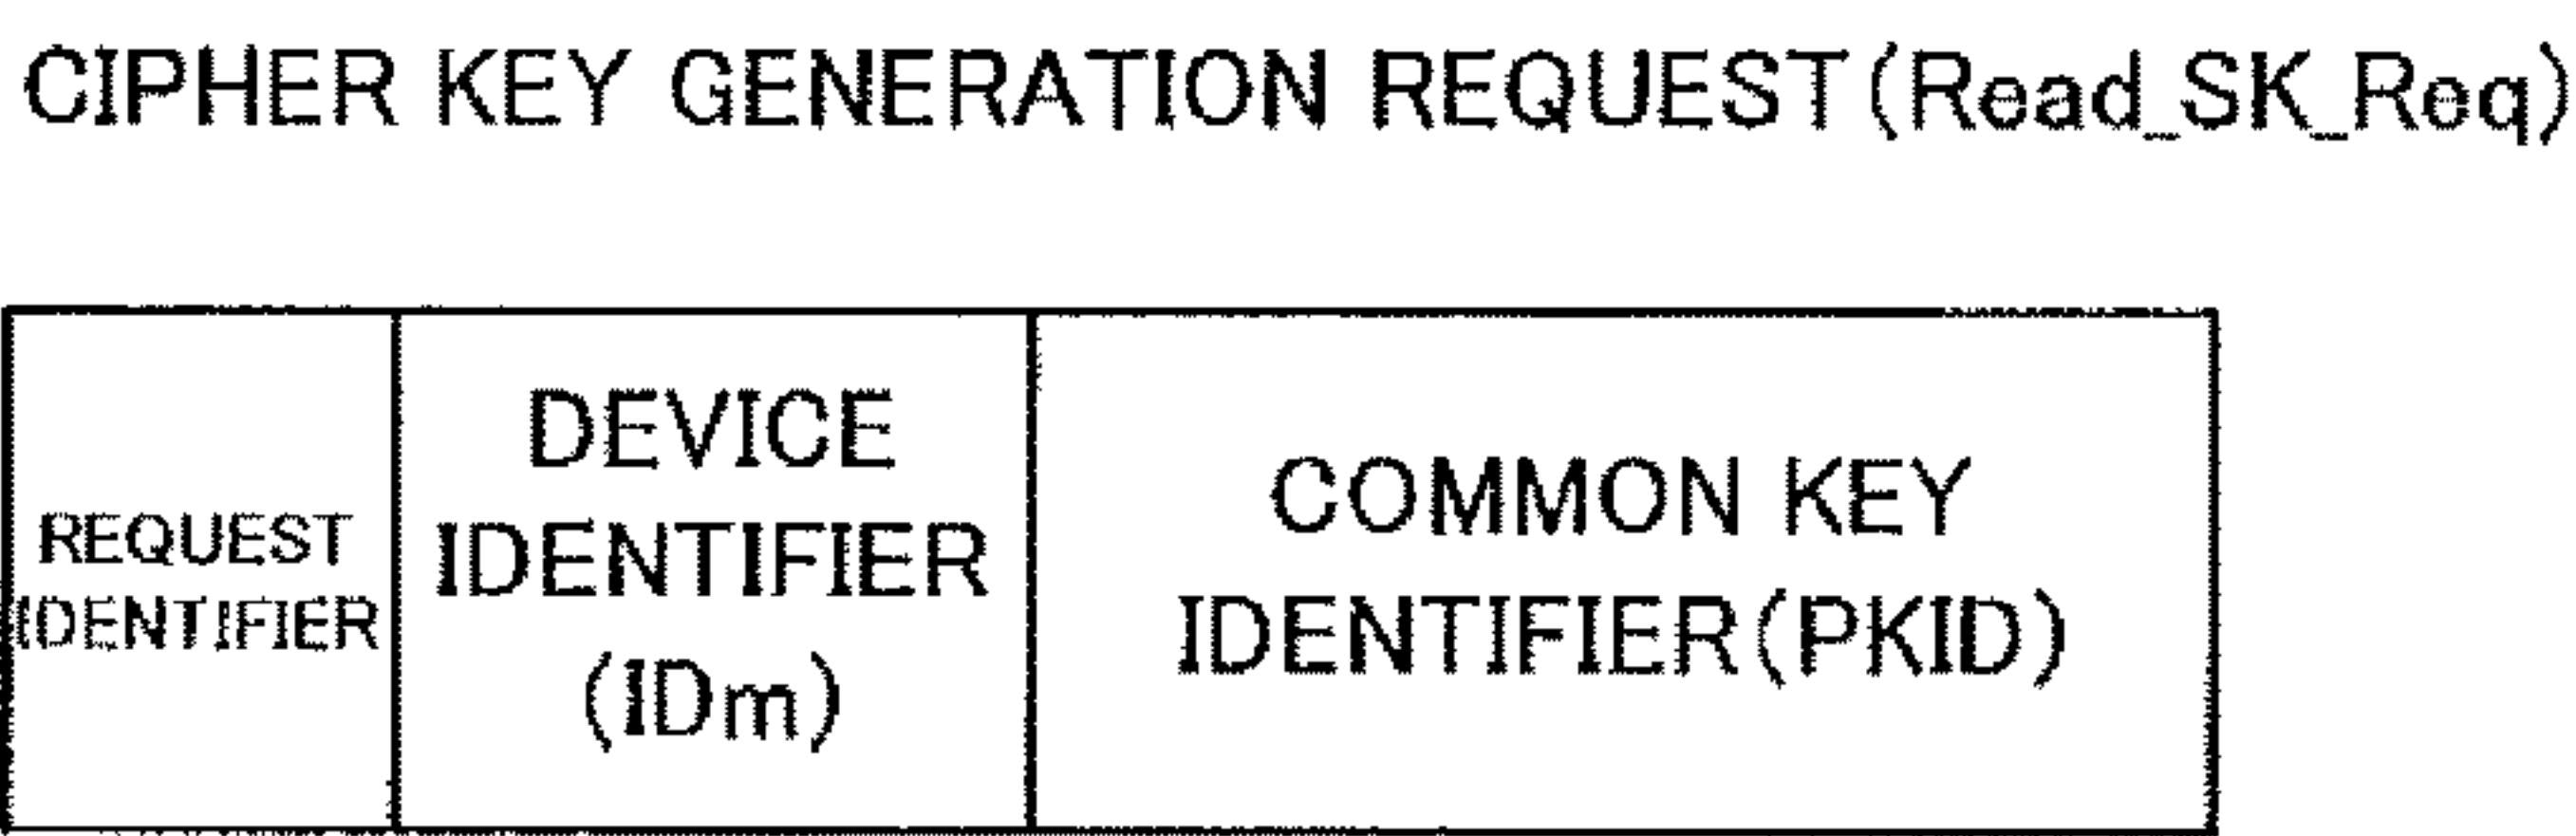 CIPHER KEY GENERATION REQUEST(Read_SK_Req)
REQUEST
IDENTIFIER
DEVICE
IDENTIFIER
(IDm)
COMMON KEY
IDENTIFIER(PKID)